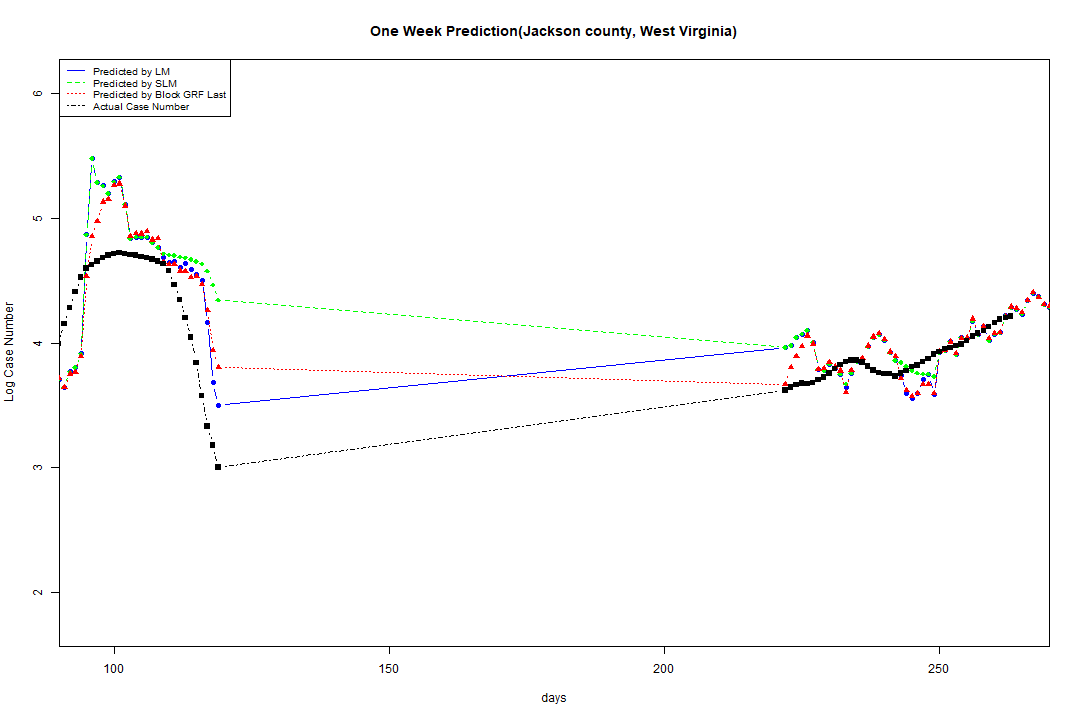 One Week Prediction(Jackson county, West Virginia)
Predicted by LM
Predicted by SLM
Predicted by Block GRF Last
Actual Case Number
Log Case Number
6
5
4
3
2
100
150
200
250
days